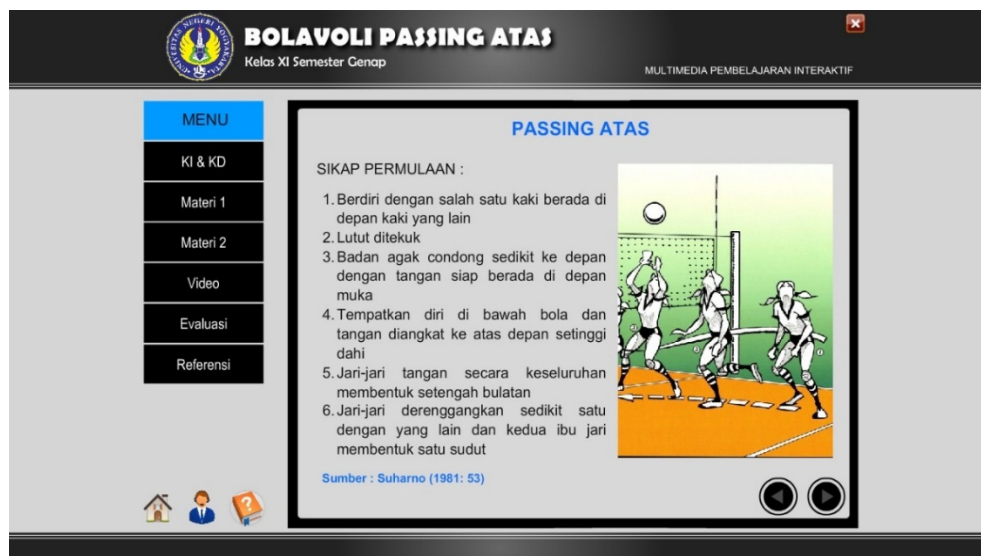 BOLAVOLI PASSING ATAS
Kelas XI Semester Genap
MULTIMEDIA PEMBELAJARAN INTERAKTIF
MENU
KI & KD
Materi 1
Materi 2
Video
Evaluasi
Referensi
PASSING ATAS
SIKAP PERMULAAN :
1. Berdiri dengan salah satu kaki berada di
depan kaki yang lain
2. Lutut ditekuk
3. Badan agak condong sedikit ke depan
dengan tangan siap berada di depan
muka
4. Tempatkan diri di bawah bola dan
tangan diangkat ke atas depan setinggi
dahi
5. Jari-jari tangan secara keseluruhan
membentuk setengah bulatan
6. Jari-jari derenggangkan sedikit satu
dengan yang lain dan kedua ibu jari
membentuk satu sudut
Sumber : Suharno (1981: 53)